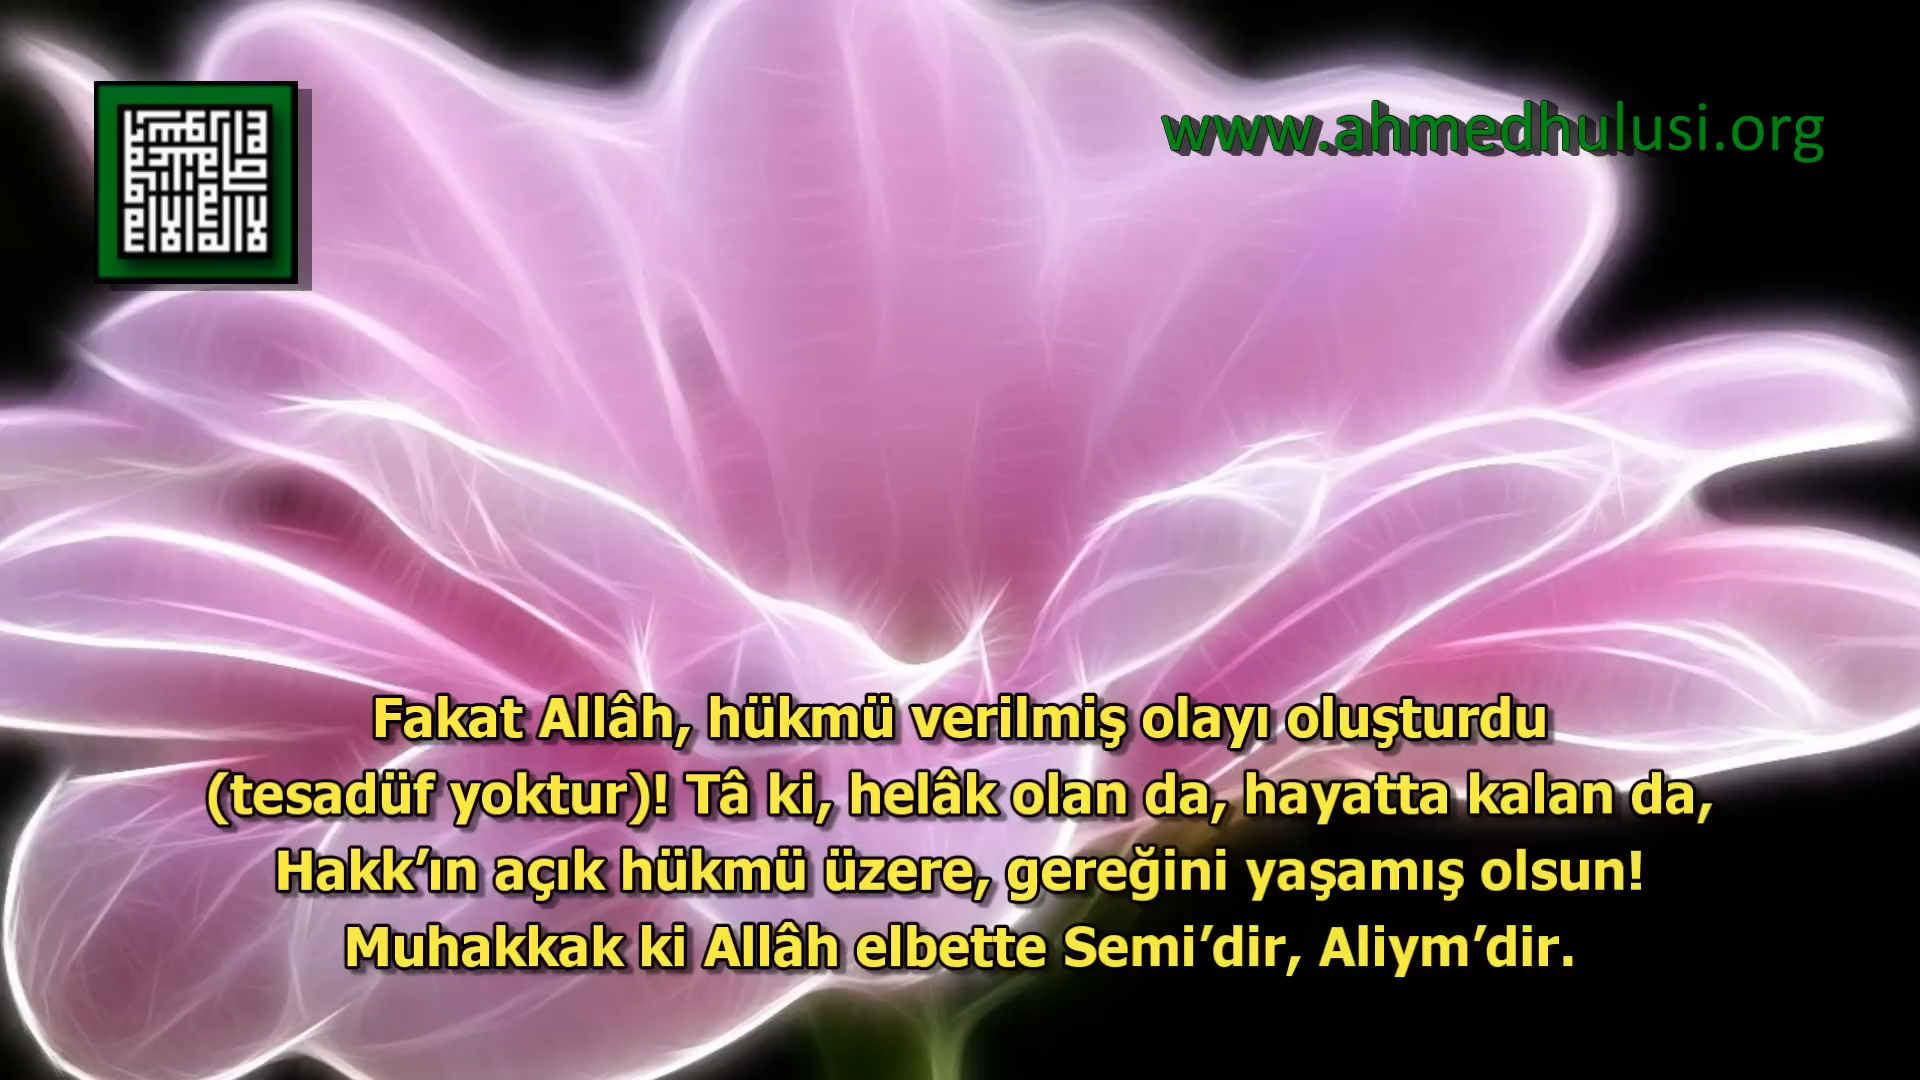 www.ahmedhulusi.org
Fakat Allâh, hükmü verilmiş olayı oluşturdu
(tesadüf yoktur)! Tâ ki, helâk olan da, hayatta kalan da,
Hakk’ın açık hükmü üzere, gereğini yaşamış olsun!
Muhakkak ki Allâh elbette Semi’dir, Aliym’dir.